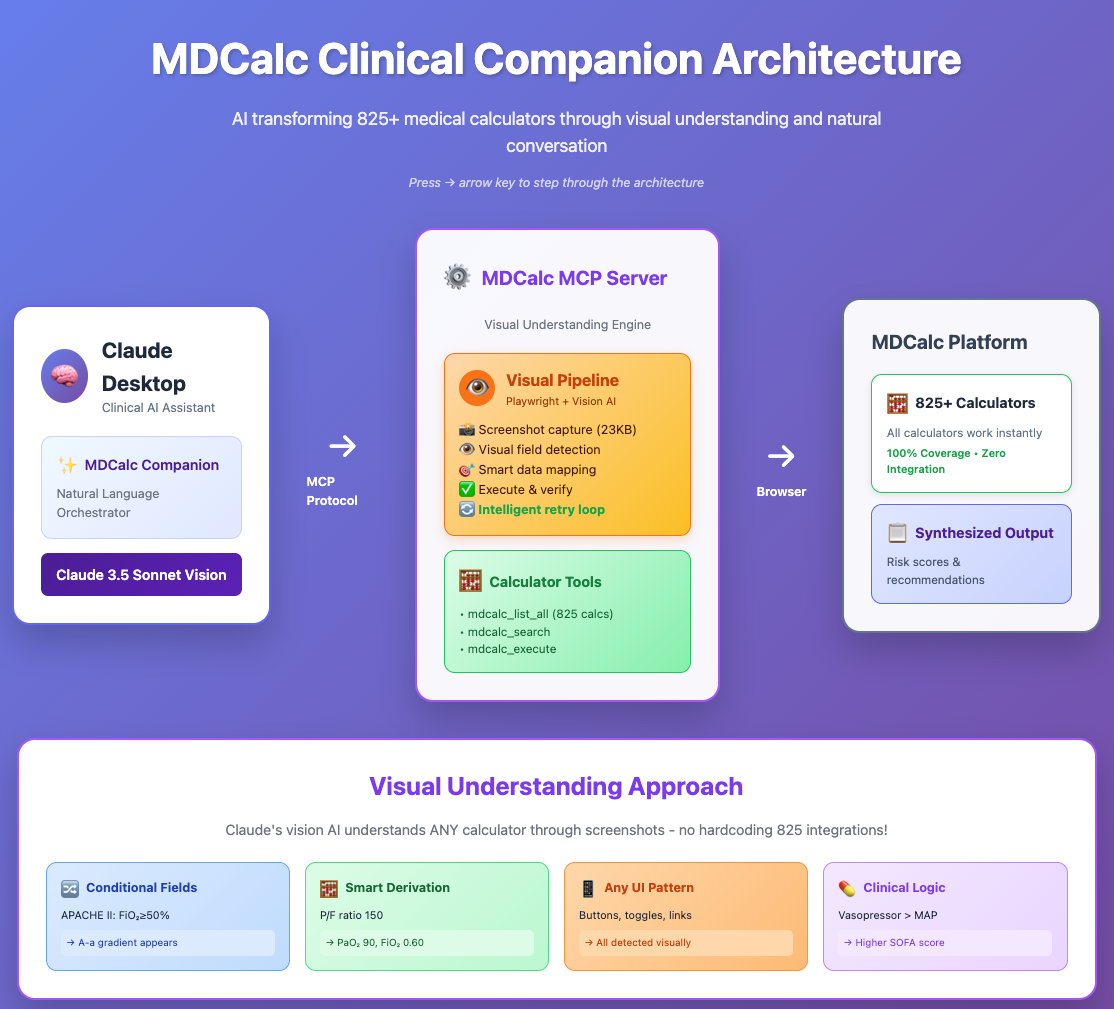 MDCalc Clinical Companion Architecture
AI transforming 825+ medical calculators through visual understanding and natural
conversation
Press → arrow key to step through the architecture
Claude
Desktop
Clinical AI Assistant
✨ MDCalc Companion
Natural Language
Orchestrator
Claude 3.5 Sonnet Vision
→
MCP
Protocol
MDCalc MCP Server
Visual Understanding Engine
Visual Pipeline
Playwright + Vision AI
📸 Screenshot capture (23KB)
👁️ Visual field detection
🎯 Smart data mapping
✅ Execute & verify
🔄 Intelligent retry loop
🧮 Calculator Tools
• mdcalc_list_all (825 calcs)
• mdcalc_search
• mdcalc_execute
→
Browser
MDCalc Platform
🧮 825+ Calculators
All calculators work instantly
100% Coverage • Zero
Integration
📋 Synthesized Output
Risk scores &
recommendations
Visual Understanding Approach
Claude's vision AI understands ANY calculator through screenshots - no hardcoding 825 integrations!
🔀 Conditional Fields
APACHE II: FiO₂≥50%
→ A-a gradient appears
🧮 Smart Derivation
P/F ratio 150
→ PaO₂ 90, FiO₂ 0.60
📱 Any UI Pattern
Buttons, toggles, links
→ All detected visually
💊 Clinical Logic
Vasopressor > MAP
→ Higher SOFA score